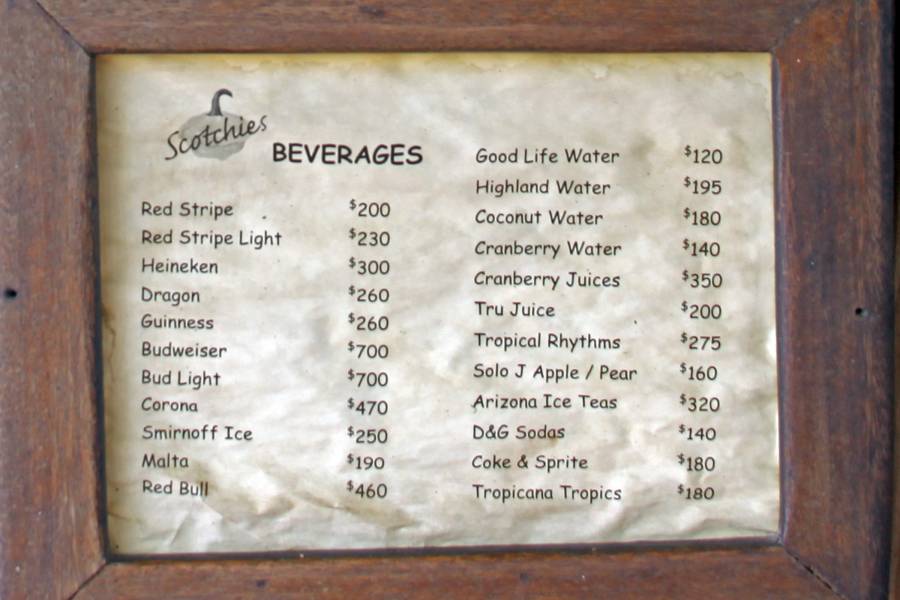 Scotchies
BEVERAGES
Red Stripe $200
Red Stripe Light $230
Heineken $300
Dragon $260
Guinness $260
Budweiser $700
Bud Light $700
Corona $470
Smirnoff Ice $250
Malta $190
Red Bull $460
Good Life Water $120
Highland Water $195
Coconut Water $180
Cranberry Water $140
Cranberry Juices $350
Tru Juice $200
Tropical Rhythms $275
Solo J Apple / Pear $160
Arizona Ice Teas $320
D&G Sodas $140
Coke & Sprite $180
Tropicana Tropics $180